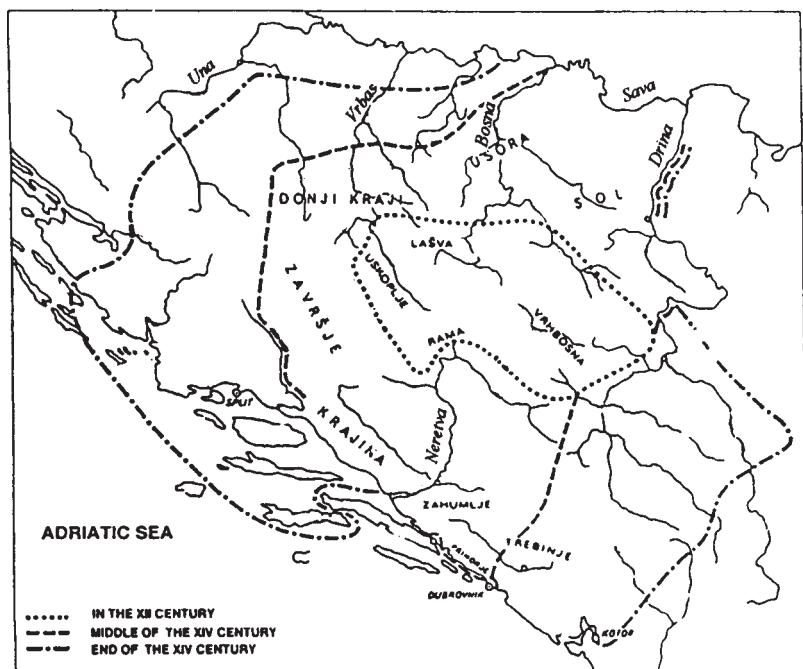 Una
Vrbas
Bosna
Sava
USORA
Drina
SOL
DONJI KRAJI
LAŠVA
USKOPLJE
ZAVRŠJE
RAMA
VRHBOSNA
SPLIT
KRAJINA
Neretva
ZAHUMLJE
ADRIATIC SEA
TREBINJE
PRIMORJE
DUBROVNIK
KOTOR
IN THE XII CENTURY
MIDDLE OF THE XIV CENTURY
END OF THE XIV CENTURY